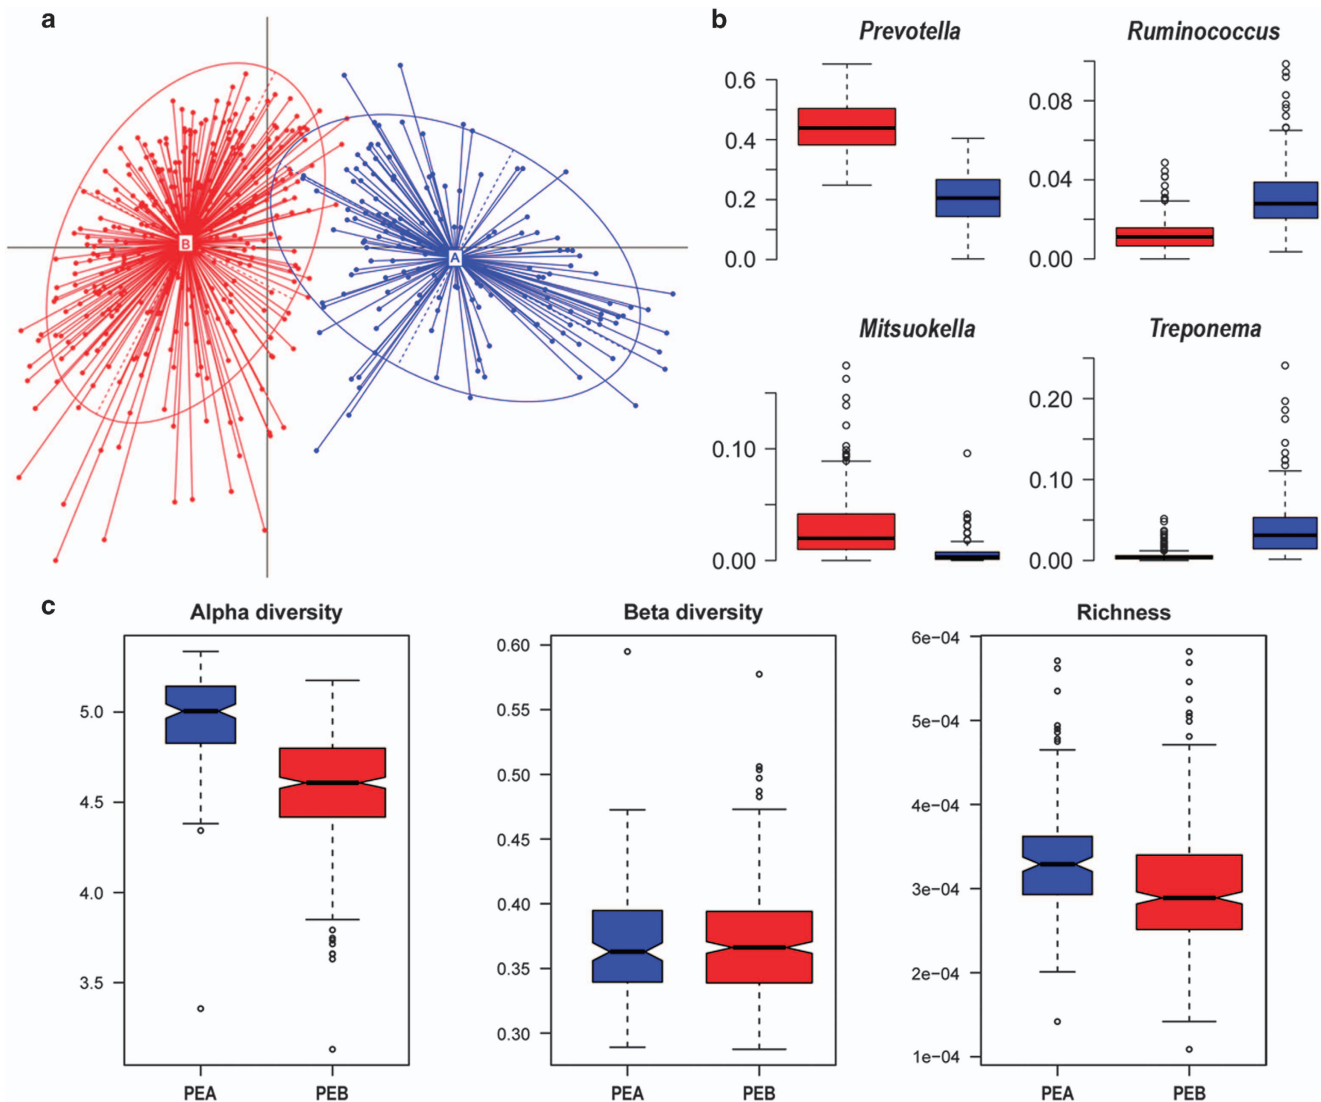 a
B
A
b
Prevotella
0.6
0.4
0.2
0.0
Ruminococcus
0.08
0.04
0.00
Mitsuokella
0.10
0.00
Treponema
0.20
0.10
0.00
c
Alpha diversity
5.0
4.5
4.0
3.5
PEA PEB
Beta diversity
0.60
0.55
0.50
0.45
0.40
0.35
0.30
PEA PEB
Richness
6e−04
5e−04
4e−04
3e−04
2e−04
1e−04
PEA PEB